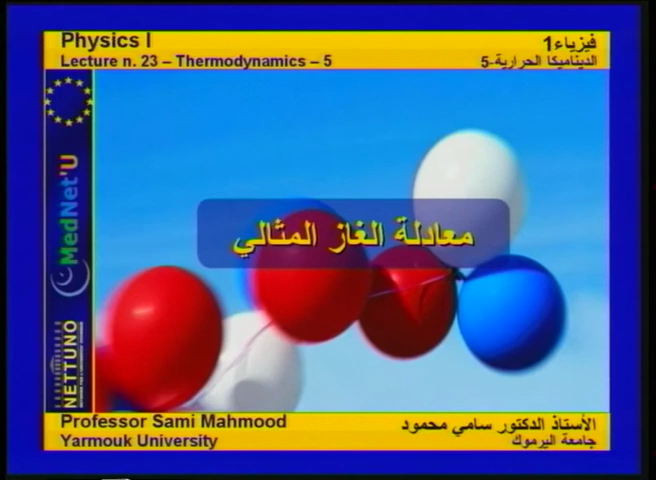 Physics I
فيزياء1
Lecture n. 23 – Thermodynamics – 5
الديناميكا الحرارية-5
MedNet'U
NETTUNO
معادلة الغاز المثالي
Professor Sami Mahmood
الأستاذ الدكتور سامي محمود
Yarmouk University
جامعة اليرموك